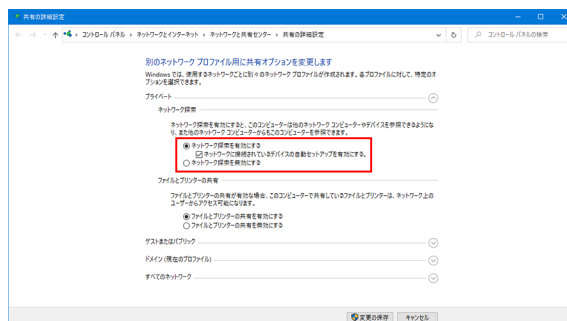 共有の詳細設定
コントロール パネル › ネットワークとインターネット › ネットワークと共有センター › 共有の詳細設定
コントロール パネルの検索
別のネットワーク プロファイル用に共有オプションを変更します
Windows では、使用するネットワークごとに別々のネットワーク プロファイルが作成されます。各プロファイルに対して、特定のオ
プションを選択できます。
プライベート
ネットワーク探索
ネットワーク探索を有効にすると、このコンピューターは他のネットワーク コンピューターやデバイスを参照できるようにな
り、また他のネットワーク コンピューターからもこのコンピューターを参照できます。
ネットワーク探索を有効にする
ネットワークに接続されているデバイスの自動セットアップを有効にする。
ネットワーク探索を無効にする
ファイルとプリンターの共有
ファイルとプリンターの共有が有効な場合、このコンピューターで共有しているファイルとプリンターは、ネットワーク上の
ユーザーからアクセス可能になります。
ファイルとプリンターの共有を有効にする
ファイルとプリンターの共有を無効にする
ゲストまたはパブリック
ドメイン (現在のプロファイル)
すべてのネットワーク
変更の保存 キャンセル